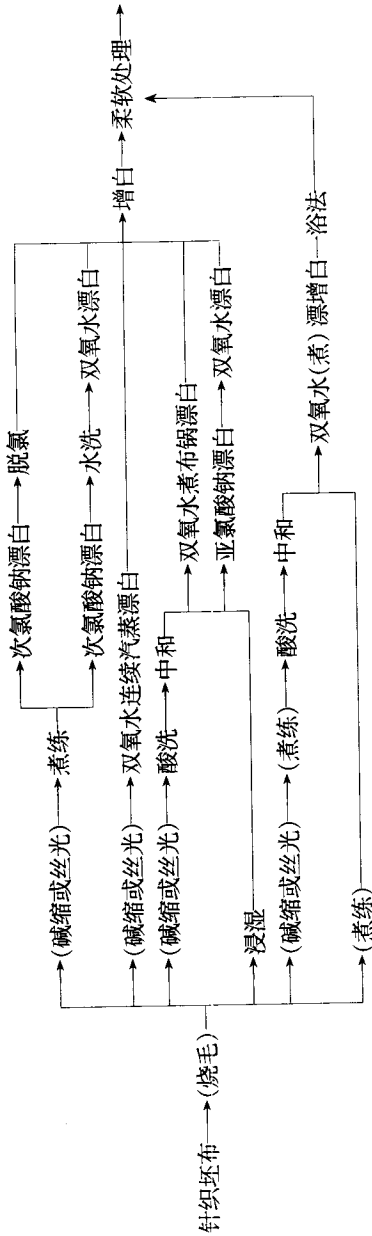 针织坯布
(烧毛)
(碱缩或丝光)
煮练
次氯酸钠漂白
脱氯
次氯酸钠漂白
水洗
双氧水漂白
(碱缩或丝光)
双氧水连续汽蒸漂白
(碱缩或丝光)
酸洗
中和
双氧水煮布锅漂白
浸湿
亚氯酸钠漂白
双氧水漂白
增白
柔软处理
(碱缩或丝光)
(煮练)
酸洗
中和
(煮练)
双氧水(煮)漂增白一浴法